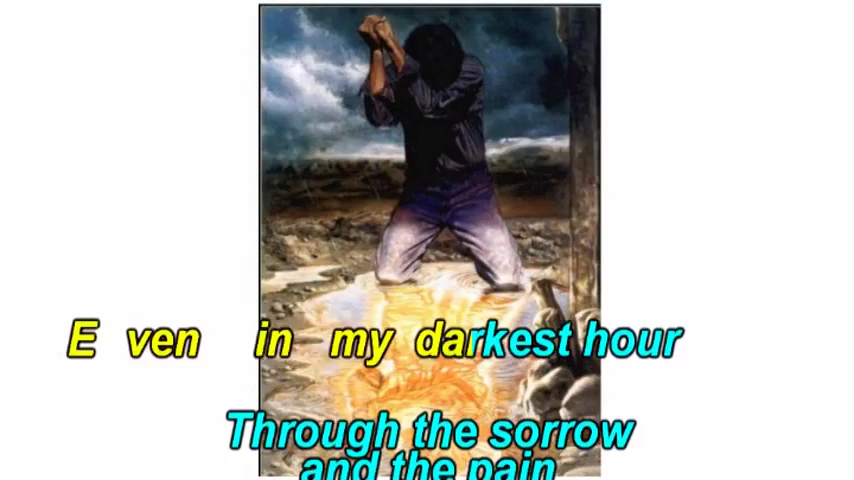 E ven in my darkest hour
Through the sorrow
and the pain